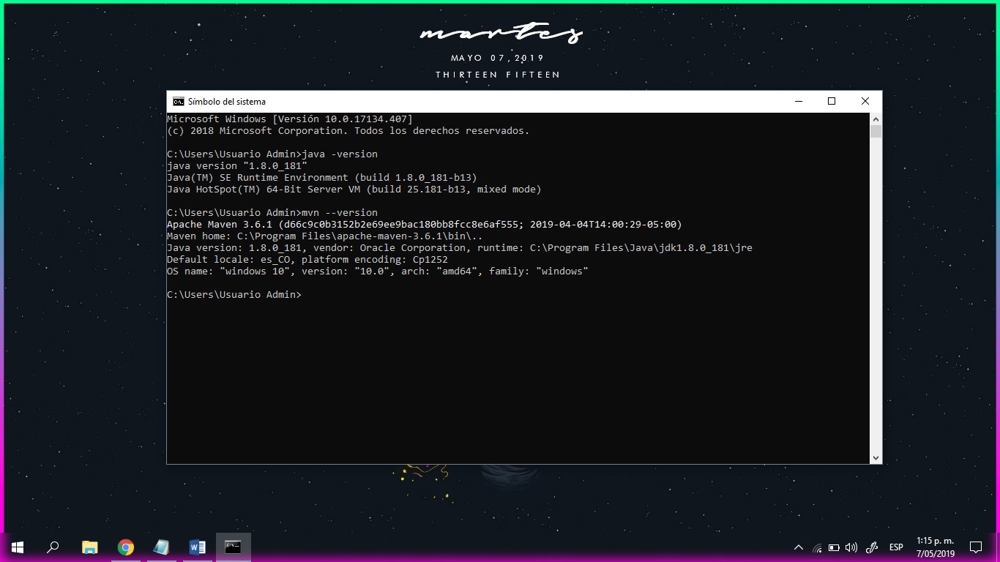 martes
MAYO 07,2019
THIRTEEN FIFTEEN
Símbolo del sistema
Microsoft Windows [Versión 10.0.17134.407]
(c) 2018 Microsoft Corporation. Todos los derechos reservados.
C:\Users\Usuario Admin>java -version
java version "1.8.0_181"
Java(TM) SE Runtime Environment (build 1.8.0_181-b13)
Java HotSpot(TM) 64-Bit Server VM (build 25.181-b13, mixed mode)
C:\Users\Usuario Admin>mvn --version
Apache Maven 3.6.1 (d66c9c0b3152b2e69ee9bac180bb8fcc8e6af555; 2019-04-04T14:00:29-05:00)
Maven home: C:\Program Files\apache-maven-3.6.1\bin\..
Java version: 1.8.0_181, vendor: Oracle Corporation, runtime: C:\Program Files\Java\jdk1.8.0_181\jre
Default locale: es_CO, platform encoding: Cp1252
OS name: "windows 10", version: "10.0", arch: "amd64", family: "windows"
C:\Users\Usuario Admin>
ESP
1:15 p. m.
7/05/2019